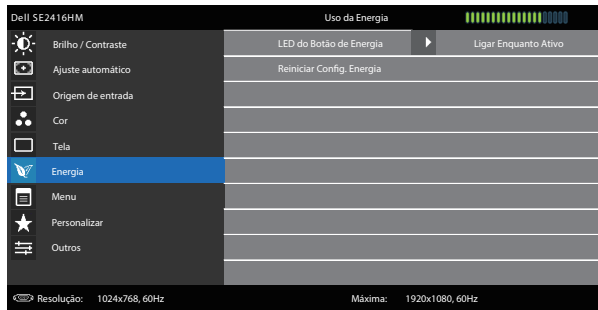 Dell SE2416HM Uso da Energia
Brilho / Contraste LED do Botão de Energia Ligar Enquanto Ativo
Ajuste automático Reiniciar Config. Energia
Origem de entrada
Cor
Tela
Energia
Menu
Personalizar
Outros
Resolução: 1024x768, 60Hz Máxima: 1920x1080, 60Hz